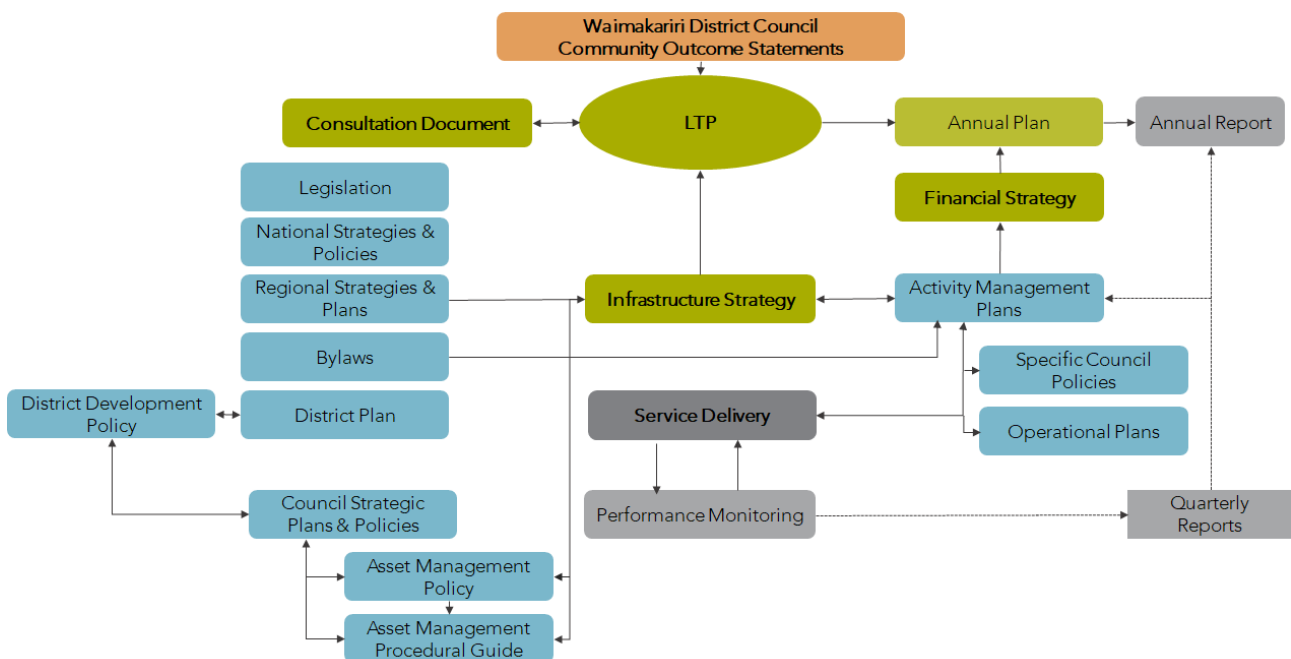 Waimakariri District Council
Community Outcome Statements
Consultation Document
LTP
Annual Plan
Annual Report
Legislation
Financial Strategy
National Strategies &
Policies
Regional Strategies &
Plans
Infrastructure Strategy
Activity Management
Plans
Bylaws
Specific Council
Policies
District Development
Policy
District Plan
Service Delivery
Operational Plans
Council Strategic
Plans & Policies
Performance Monitoring
Quarterly
Reports
Asset Management
Policy
Asset Management
Procedural Guide